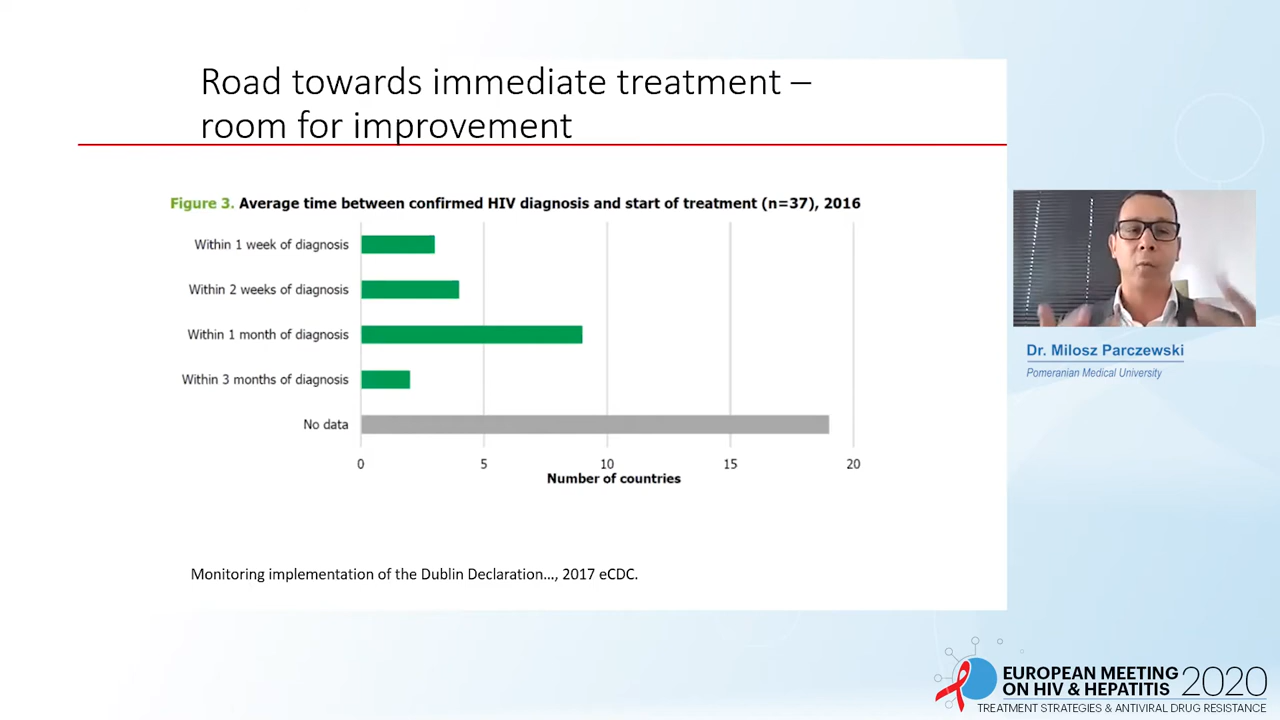 Road towards immediate treatment –
room for improvement
Figure 3. Average time between confirmed HIV diagnosis and start of treatment (n=37), 2016
Within 1 week of diagnosis
Within 2 weeks of diagnosis
Within 1 month of diagnosis
Within 3 months of diagnosis
No data
0 5 10 15 20
Number of countries
Monitoring implementation of the Dublin Declaration..., 2017 eCDC.
Dr. Milosz Parczewski
Pomeranian Medical University
EUROPEAN MEETING
ON HIV & HEPATITIS 2020
TREATMENT STRATEGIES & ANTIVIRAL DRUG RESISTANCE